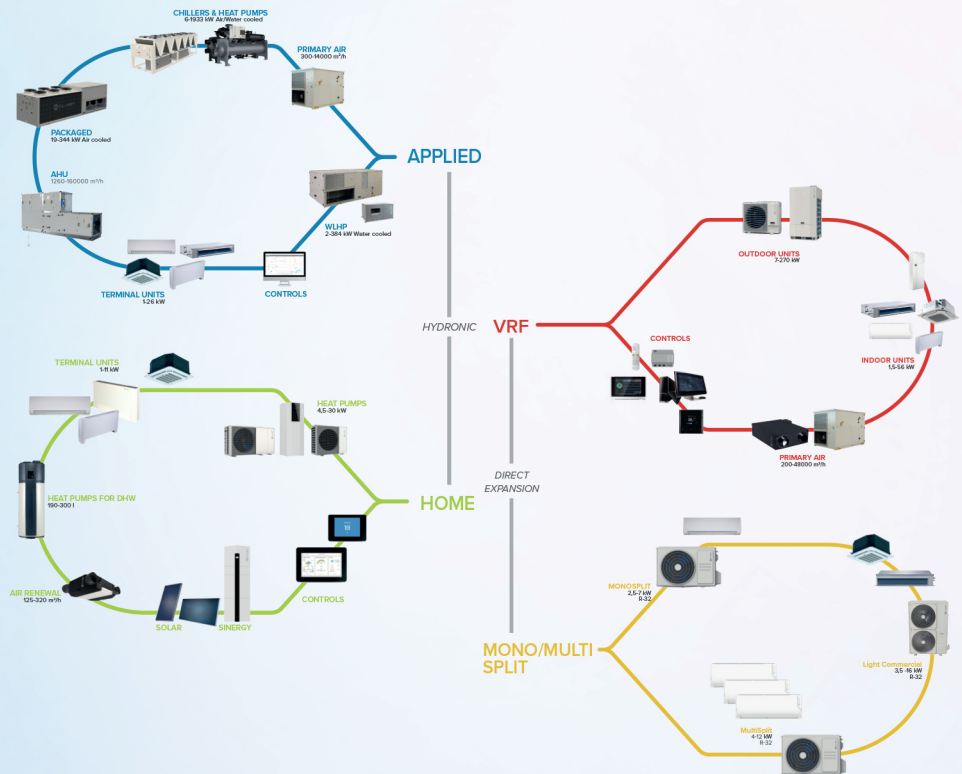 CHILLERS & HEAT PUMPS
6-1933 kW Air/Water cooled
PRIMARY AIR
300-14000 m³/h
PACKAGED
19-344 kW Air cooled
APPLIED
AHU
1260-160000 m³/h
WLHP
2-384 kW Water cooled
TERMINAL UNITS
1-26 kW
CONTROLS
HYDRONIC
VRF
OUTDOOR UNITS
7-270 kW
CONTROLS
INDOOR UNITS
1,5-56 kW
PRIMARY AIR
200-48000 m³/h
TERMINAL UNITS
1-11 kW
HEAT PUMPS
4,5-30 kW
HEAT PUMPS FOR DHW
190-300 l
HOME
AIR RENEWAL
125-320 m³/h
SOLAR
SINERGY
CONTROLS
DIRECT
EXPANSION
MONO/MULTI
SPLIT
MONOSPLIT
2,5-7 kW
R-32
Light Commercial
3,5 -16 kW
R-32
MultiSplit
4-12 kW
R-32